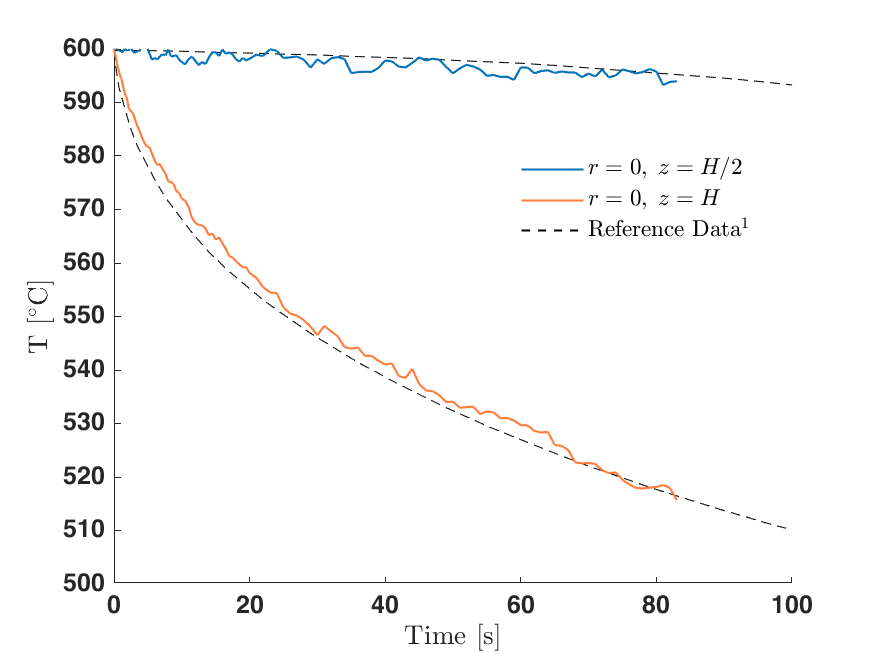 600
590
580
570
560
550
540
530
520
510
500
T [°C]
r = 0, z = H/2
r = 0, z = H
Reference Data¹
0 20 40 60 80 100
Time [s]